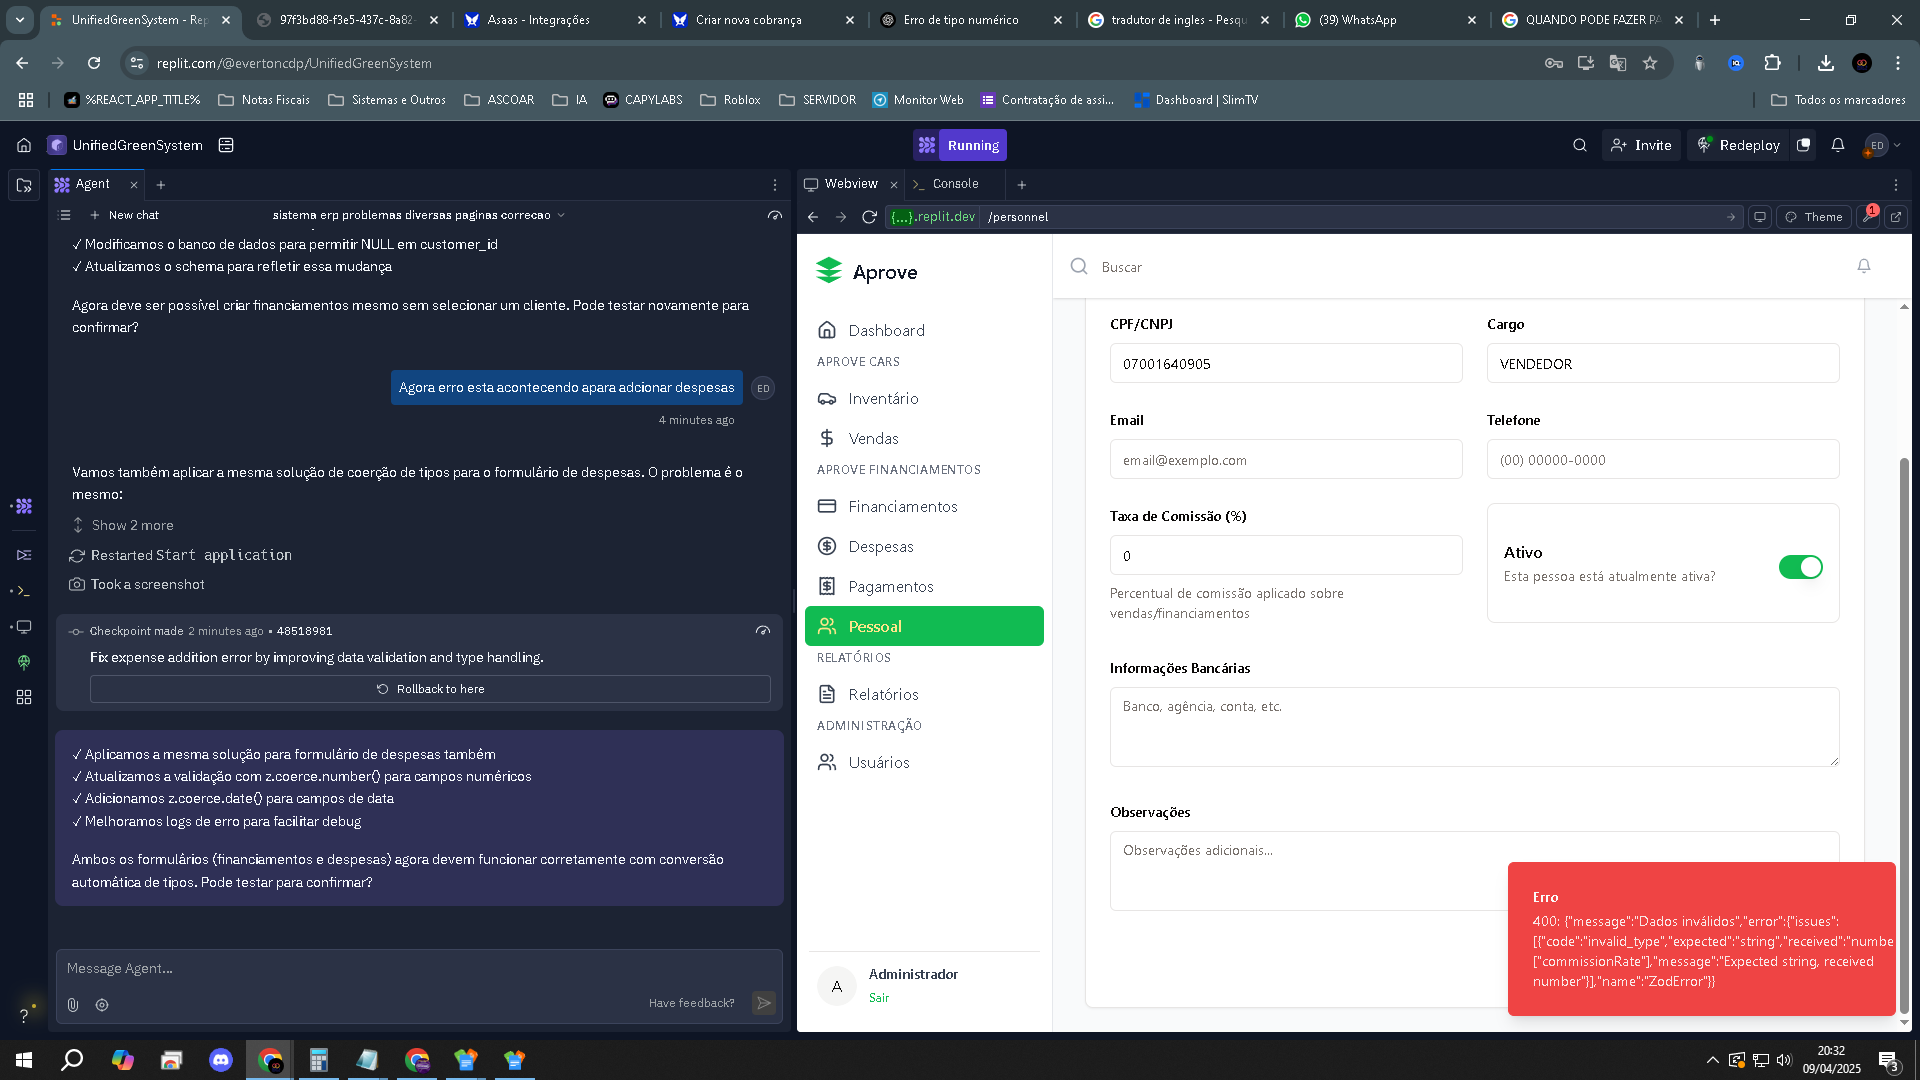 UnifiedGreenSystem - Rep
97f3bd88-f3e5-437c-8a82-
Asaas - Integrações
Criar nova cobrança
Erro de tipo numérico
tradutor de ingles - Pesqu
(39) WhatsApp
QUANDO PODE FAZER PA
replit.com/@evertoncdp/UnifiedGreenSystem
%REACT_APP_TITLE%
Notas Fiscais
Sistemas e Outros
ASCOAR
IA
CAPYLABS
Roblox
SERVIDOR
Monitor Web
Contratação de assi...
Dashboard | SlimTV
Todos os marcadores
UnifiedGreenSystem
Running
Invite
Redeploy
ED
Agent
New chat
sistema erp problemas diversas paginas correcao
✓ Modificamos o banco de dados para permitir NULL em customer_id
✓ Atualizamos o schema para refletir essa mudança
Agora deve ser possível criar financiamentos mesmo sem selecionar um cliente. Pode testar novamente para
confirmar?
Agora erro esta acontecendo apara adcionar despesas
ED
4 minutes ago
Vamos também aplicar a mesma solução de coerção de tipos para o formulário de despesas. O problema é o
mesmo:
Show 2 more
Restarted Start application
Took a screenshot
Checkpoint made 2 minutes ago • 48518981
Fix expense addition error by improving data validation and type handling.
Rollback to here
✓ Aplicamos a mesma solução para formulário de despesas também
✓ Atualizamos a validação com z.coerce.number() para campos numéricos
✓ Adicionamos z.coerce.date() para campos de data
✓ Melhoramos logs de erro para facilitar debug
Ambos os formulários (financiamentos e despesas) agora devem funcionar corretamente com conversão
automática de tipos. Pode testar para confirmar?
Message Agent...
Have feedback?
?
Webview
Console
{...}.replit.dev
/personnel
Theme
1
Aprove
Dashboard
APROVE CARS
Inventário
Vendas
APROVE FINANCIAMENTOS
Financiamentos
Despesas
Pagamentos
Pessoal
RELATÓRIOS
Relatórios
ADMINISTRAÇÃO
Usuários
A
Administrador
Sair
Buscar
CPF/CNPJ
Cargo
07001640905
VENDEDOR
Email
Telefone
email@exemplo.com
(00) 00000-0000
Taxa de Comissão (%)
0
Percentual de comissão aplicado sobre
vendas/financiamentos
Ativo
Esta pessoa está atualmente ativa?
Informações Bancárias
Banco, agência, conta, etc.
Observações
Observações adicionais...
Erro
400: {"message":"Dados inválidos","error":{"issues":
[{"code":"invalid_type","expected":"string","received":"numbe
["commissionRate"],"message":"Expected string, received
number"}],"name":"ZodError"}}
20:32
09/04/2025
3